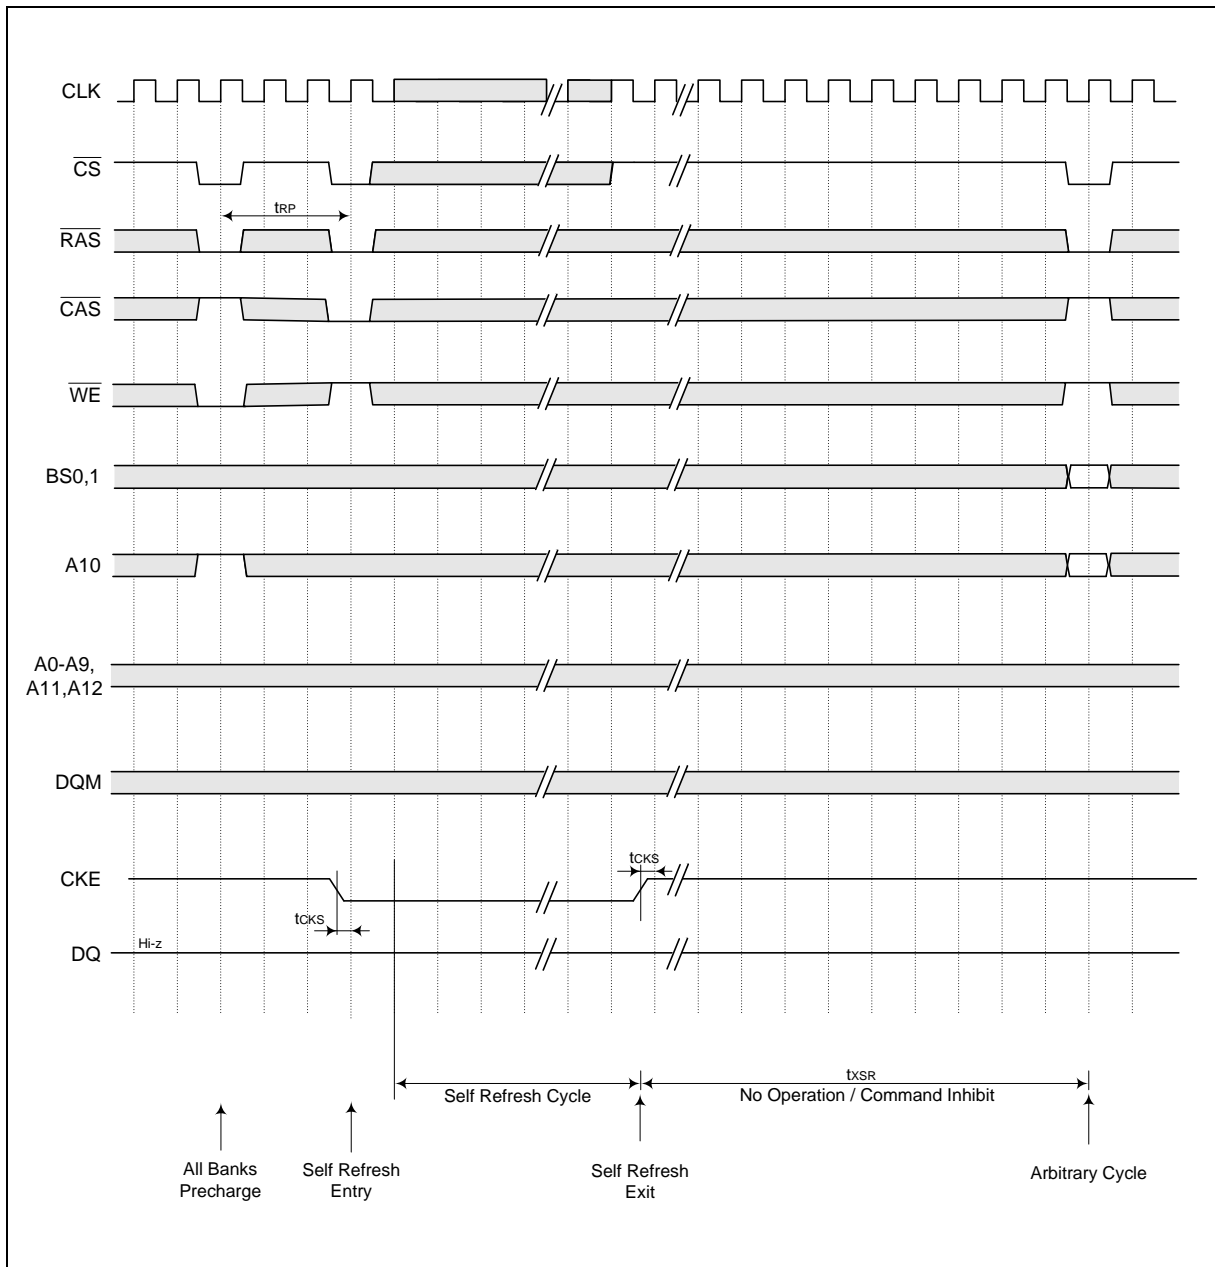 CLK
CS
tRP
RAS
CAS
WE
BS0,1
A10
A0-A9,
A11,A12
DQM
tCKS
CKE
tCKS
Hi-z
DQ
tXSR
Self Refresh Cycle
No Operation / Command Inhibit
All Banks
Precharge
Self Refresh
Entry
Self Refresh
Exit
Arbitrary Cycle